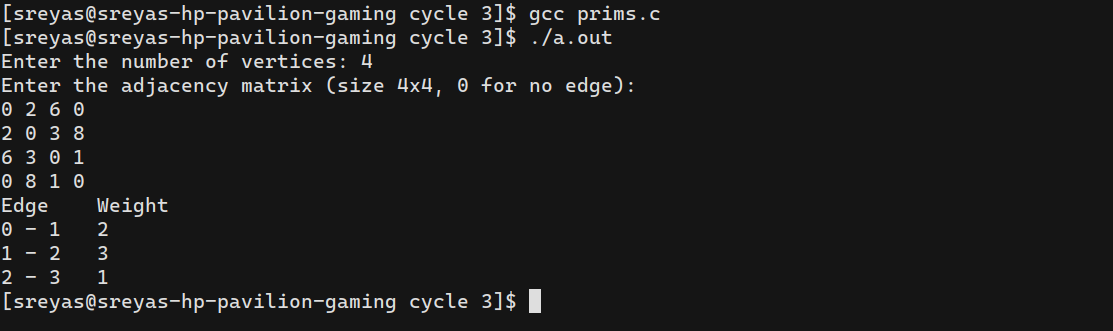 [sreyas@sreyas-hp-pavilion-gaming cycle 3]$ gcc prims.c
[sreyas@sreyas-hp-pavilion-gaming cycle 3]$ ./a.out
Enter the number of vertices: 4
Enter the adjacency matrix (size 4x4, 0 for no edge):
0 2 6 0
2 0 3 8
6 3 0 1
0 8 1 0
Edge    Weight
0 - 1   2
1 - 2   3
2 - 3   1
[sreyas@sreyas-hp-pavilion-gaming cycle 3]$